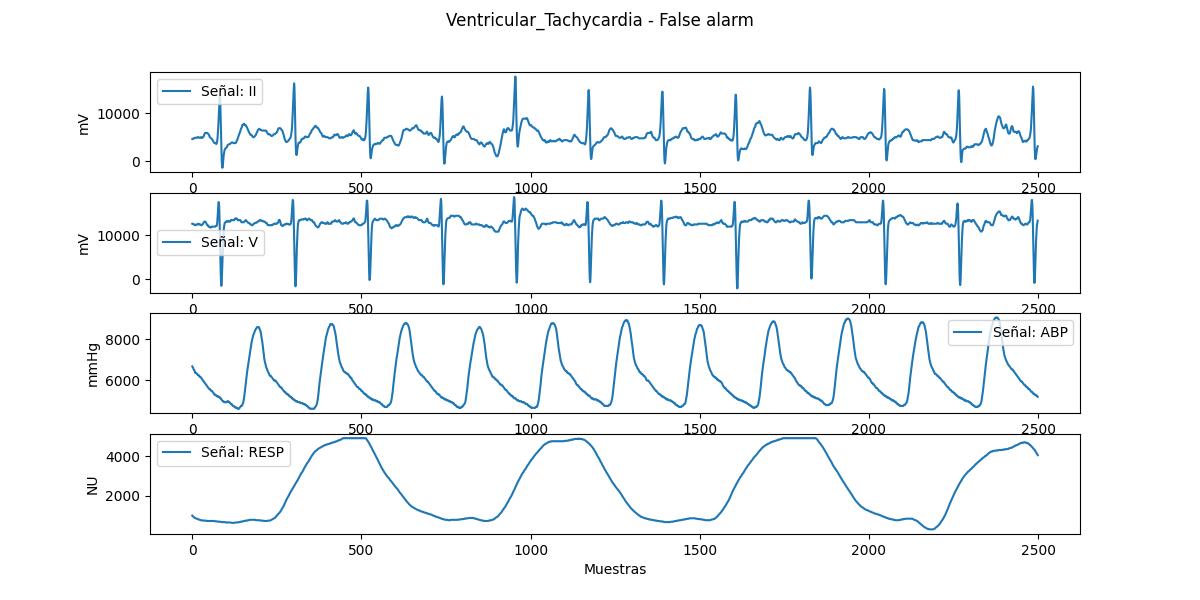 Ventricular_Tachycardia - False alarm
Señal: II
10000
0
mV
0 500 1000 1500 2000 2500
Señal: V
10000
0
mV
0 500 1000 1500 2000 2500
Señal: ABP
8000
6000
mmHg
0 500 1000 1500 2000 2500
Señal: RESP
4000
2000
NU
0 500 1000 1500 2000 2500
Muestras